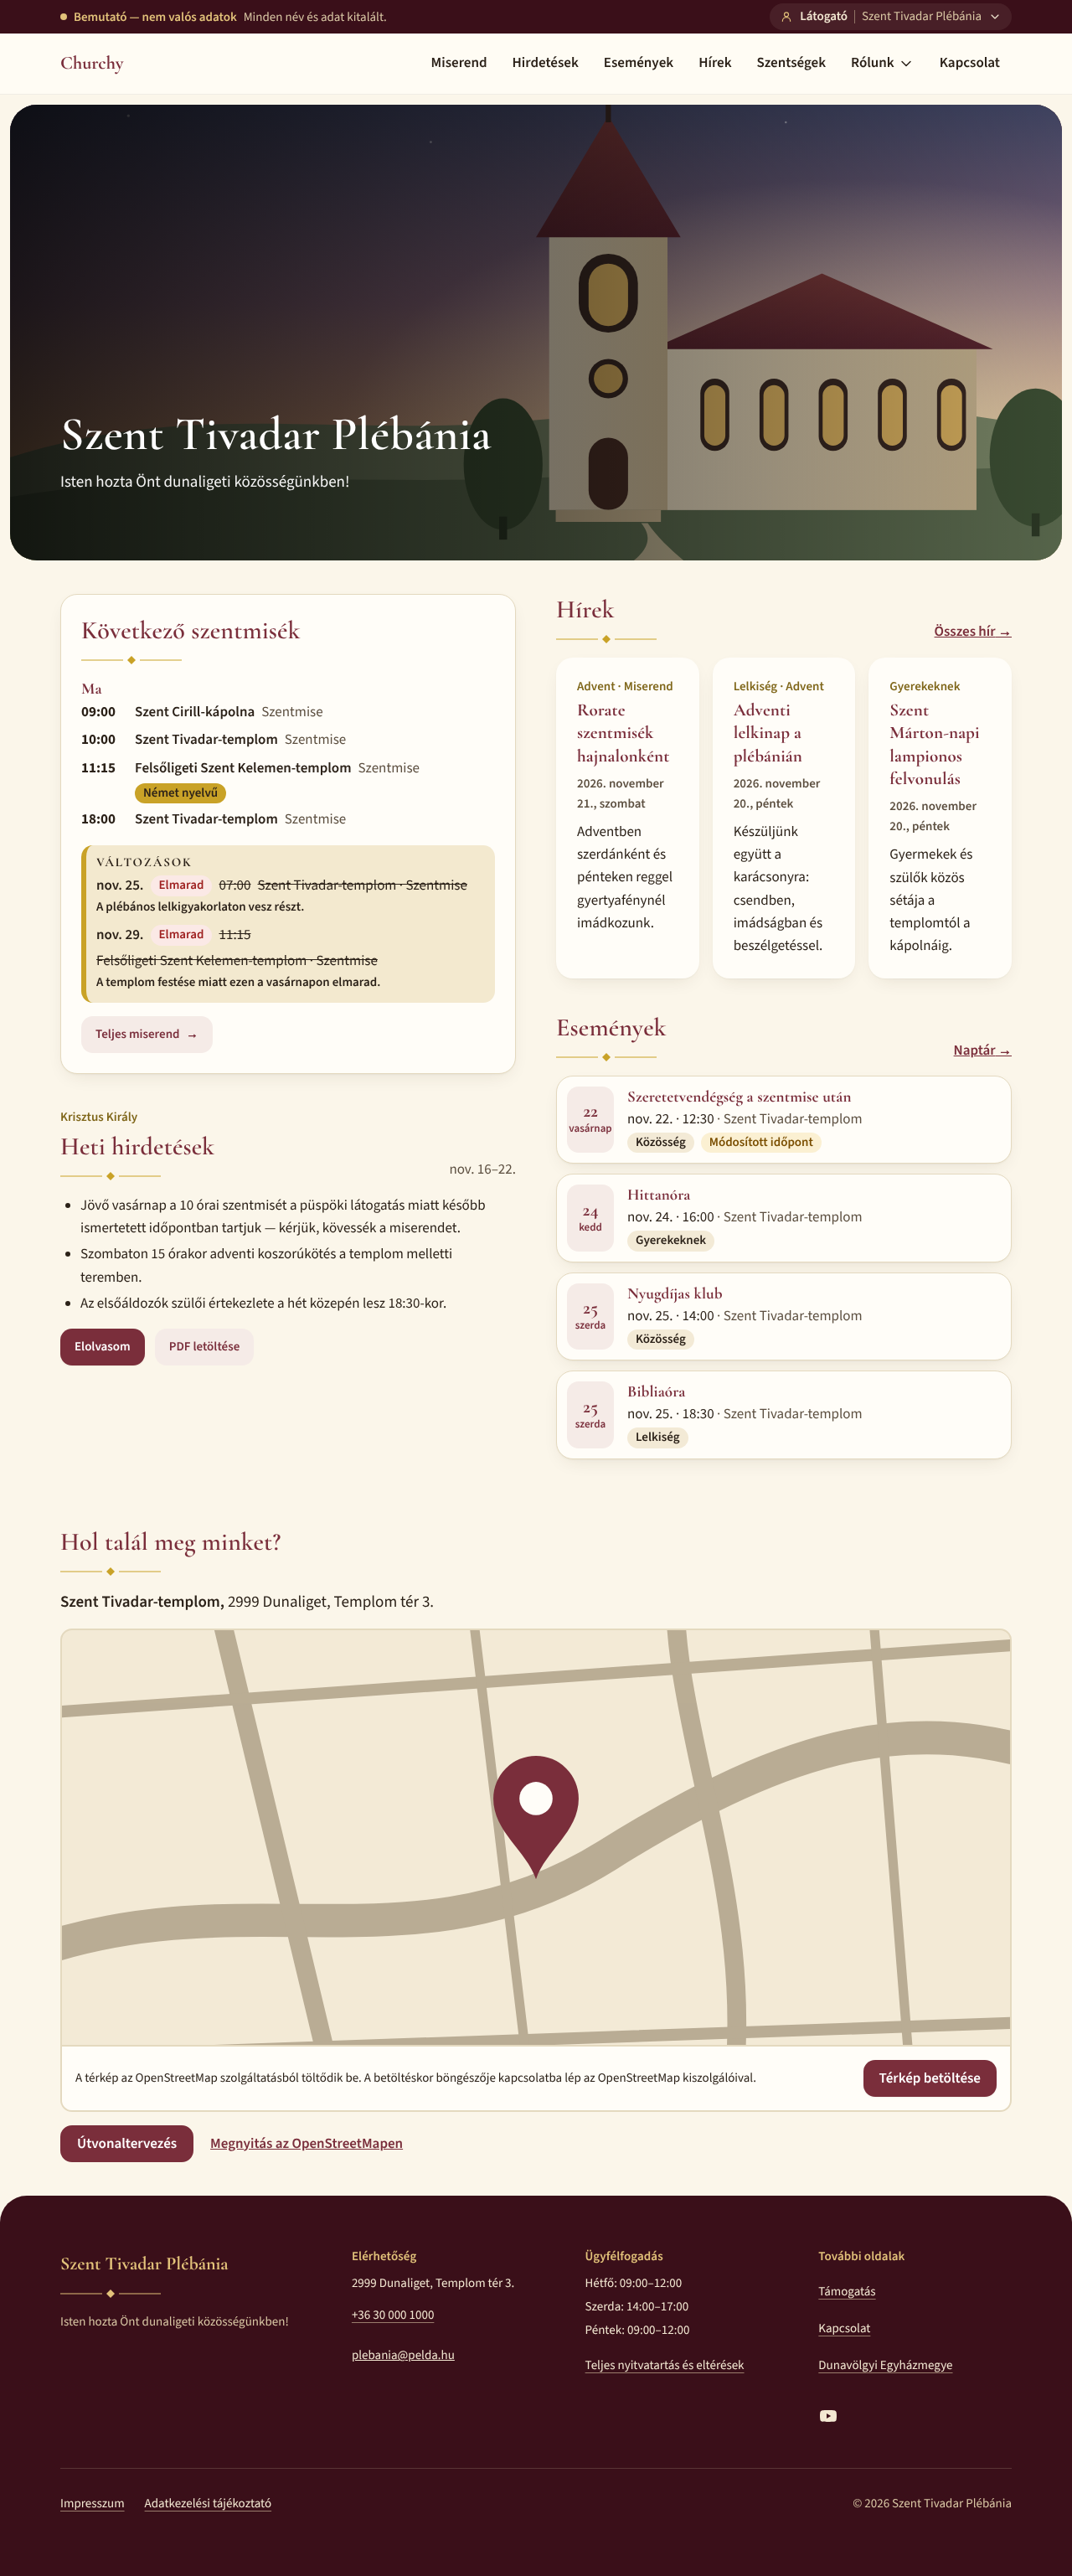 Bemutató — nem valós adatok Minden név és adat kitalált.
Látogató Szent Tivadar Plébánia
Churchy
Miserend Hirdetések Események Hírek Szentségek Rólunk Kapcsolat
Szent Tivadar Plébánia
Isten hozta Önt dunaligeti közösségünkben!
Következő szentmisék
Ma
09:00 Szent Cirill-kápolna Szentmise
10:00 Szent Tivadar-templom Szentmise
11:15 Felsőligeti Szent Kelemen-templom Szentmise
Német nyelvű
18:00 Szent Tivadar-templom Szentmise
VÁLTOZÁSOK
nov. 25. Elmarad 07:00 Szent Tivadar-templom · Szentmise
A plébános lelkigyakorlaton vesz részt.
nov. 29. Elmarad 11:15
Felsőligeti Szent Kelemen-templom · Szentmise
A templom festése miatt ezen a vasárnapon elmarad.
Teljes miserend →
Krisztus Király
Heti hirdetések
nov. 16–22.
• Jövő vasárnap a 10 órai szentmisét a püspöki látogatás miatt később
ismertetett időpontban tartjuk — kérjük, kövessék a miserendet.
• Szombaton 15 órakor adventi koszorúkötés a templom melletti
teremben.
• Az elsőáldozók szülői értekezlete a hét közepén lesz 18:30-kor.
Elolvasom PDF letöltése
Hírek
Összes hír →
Advent · Miserend
Rorate
szentmisék
hajnalonként
2026. november
21., szombat
Adventben
szerdánként és
pénteken reggel
gyertyafénynél
imádkozunk.
Lelkiség · Advent
Adventi
lelkinap a
plébánián
2026. november
20., péntek
Készüljünk
együtt a
karácsonyra:
csendben,
imádságban és
beszélgetéssel.
Gyerekeknek
Szent
Márton-napi
lampionos
felvonulás
2026. november
20., péntek
Gyermekek és
szülők közös
sétája a
templomtól a
kápolnáig.
Események
Naptár →
22
vasárnap
Szeretetvendégség a szentmise után
nov. 22. · 12:30 · Szent Tivadar-templom
Közösség Módosított időpont
24
kedd
Hittanóra
nov. 24. · 16:00 · Szent Tivadar-templom
Gyerekeknek
25
szerda
Nyugdíjas klub
nov. 25. · 14:00 · Szent Tivadar-templom
Közösség
25
szerda
Bibliaóra
nov. 25. · 18:30 · Szent Tivadar-templom
Lelkiség
Hol talál meg minket?
Szent Tivadar-templom, 2999 Dunaliget, Templom tér 3.
A térkép az OpenStreetMap szolgáltatásból töltődik be. A betöltéskor böngészője kapcsolatba lép az OpenStreetMap kiszolgálóival.
Térkép betöltése
Útvonaltervezés Megnyitás az OpenStreetMapen
Szent Tivadar Plébánia
Isten hozta Önt dunaligeti közösségünkben!
Elérhetőség
2999 Dunaliget, Templom tér 3.
+36 30 000 1000
plebania@pelda.hu
Ügyfélfogadás
Hétfő: 09:00–12:00
Szerda: 14:00–17:00
Péntek: 09:00–12:00
Teljes nyitvatartás és eltérések
További oldalak
Támogatás
Kapcsolat
Dunavölgyi Egyházmegye
Impresszum Adatkezelési tájékoztató
© 2026 Szent Tivadar Plébánia